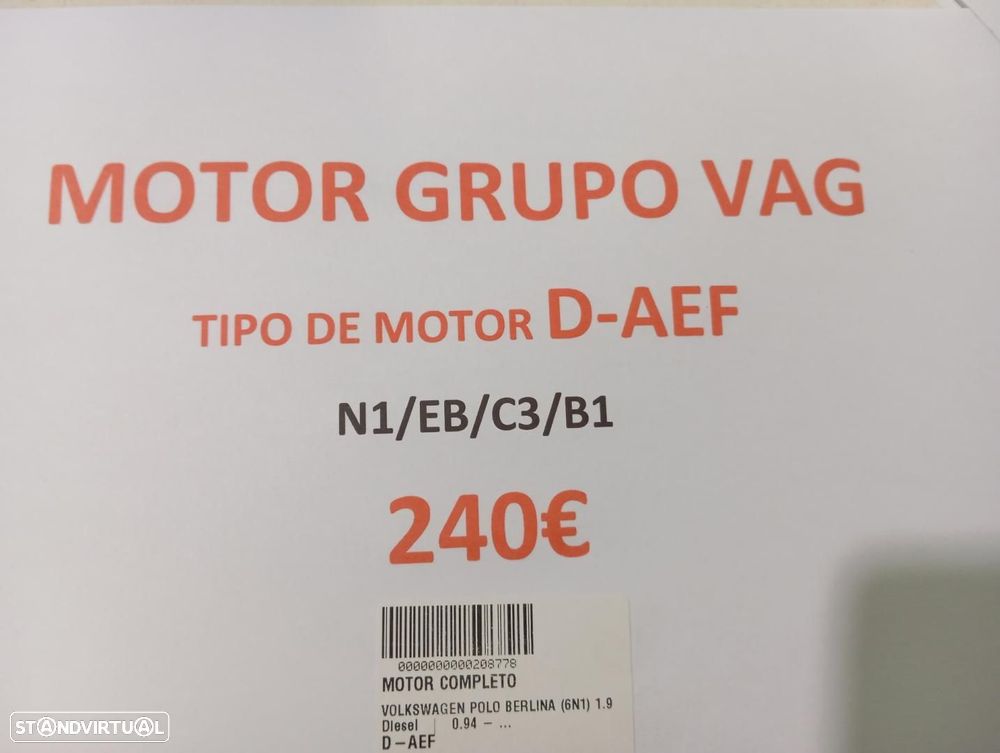 MOTOR GRUPO VAG
TIPO DE MOTOR D-AEF
N1/EB/C3/B1
240€
0000000000208778
MOTOR COMPLETO
VOLKSWAGEN POLO BERLINA (6N1) 1.9
Diesel | 0.94 - ...
D-AEF
STANDVIRTUAL